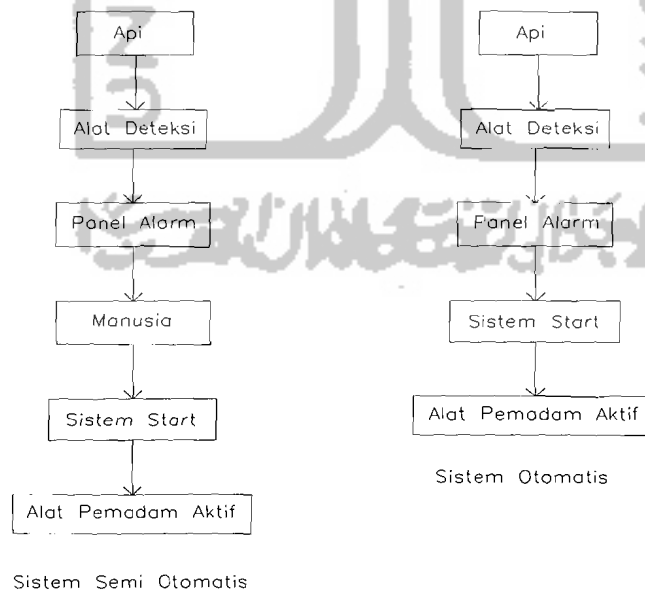 Api
Alat Deteksi
Panel Alarm
Manusia
Sistem Start
Alat Pemadam Aktif
Sistem Semi Otomatis
Api
Alat Deteksi
Panel Alarm
Sistem Start
Alat Pemadam Aktif
Sistem Otomatis